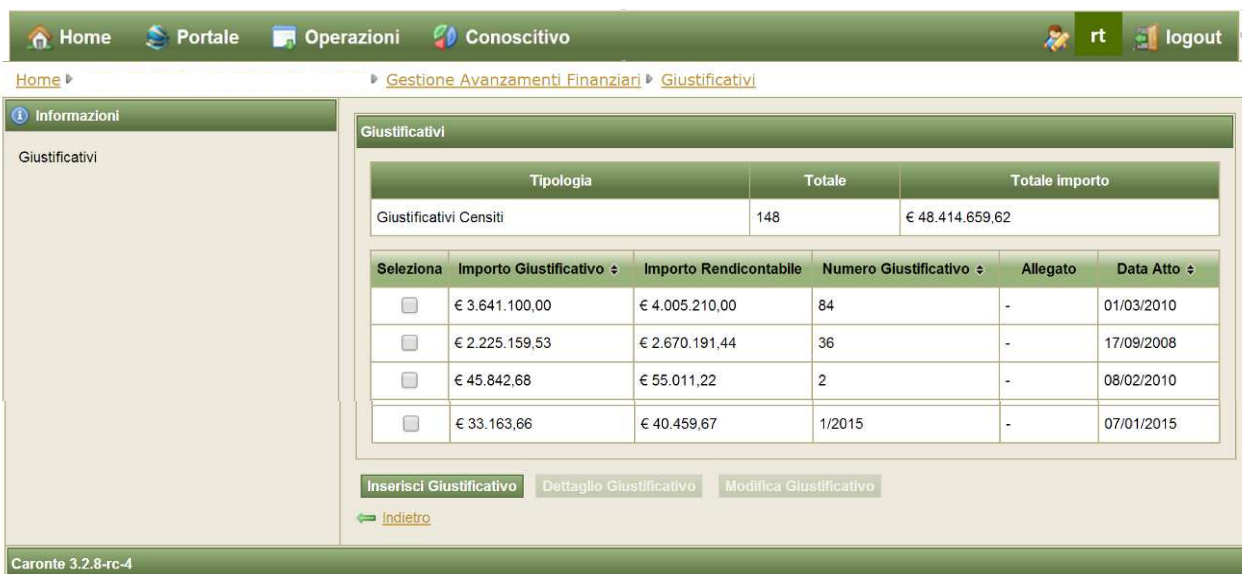 Home Portale Operazioni Conoscitivo rt logout
Home Gestione Avanzamenti Finanziari Giustificativi
Informazioni
Giustificativi
Giustificativi
Tipologia Totale Totale importo
Giustificativi Censiti 148 € 48.414.659,62
Seleziona Importo Giustificativo Importo Rendicontabile Numero Giustificativo Allegato Data Atto
€ 3.641.100,00 € 4.005.210,00 84 - 01/03/2010
€ 2.225.159,53 € 2.670.191,44 36 - 17/09/2008
€ 45.842,68 € 55.011,22 2 - 08/02/2010
€ 33.163,66 € 40.459,67 1/2015 - 07/01/2015
Inserisci Giustificativo Dettaglio Giustificativo Modifica Giustificativo
Indietro
Caronte 3.2.8-rc-4